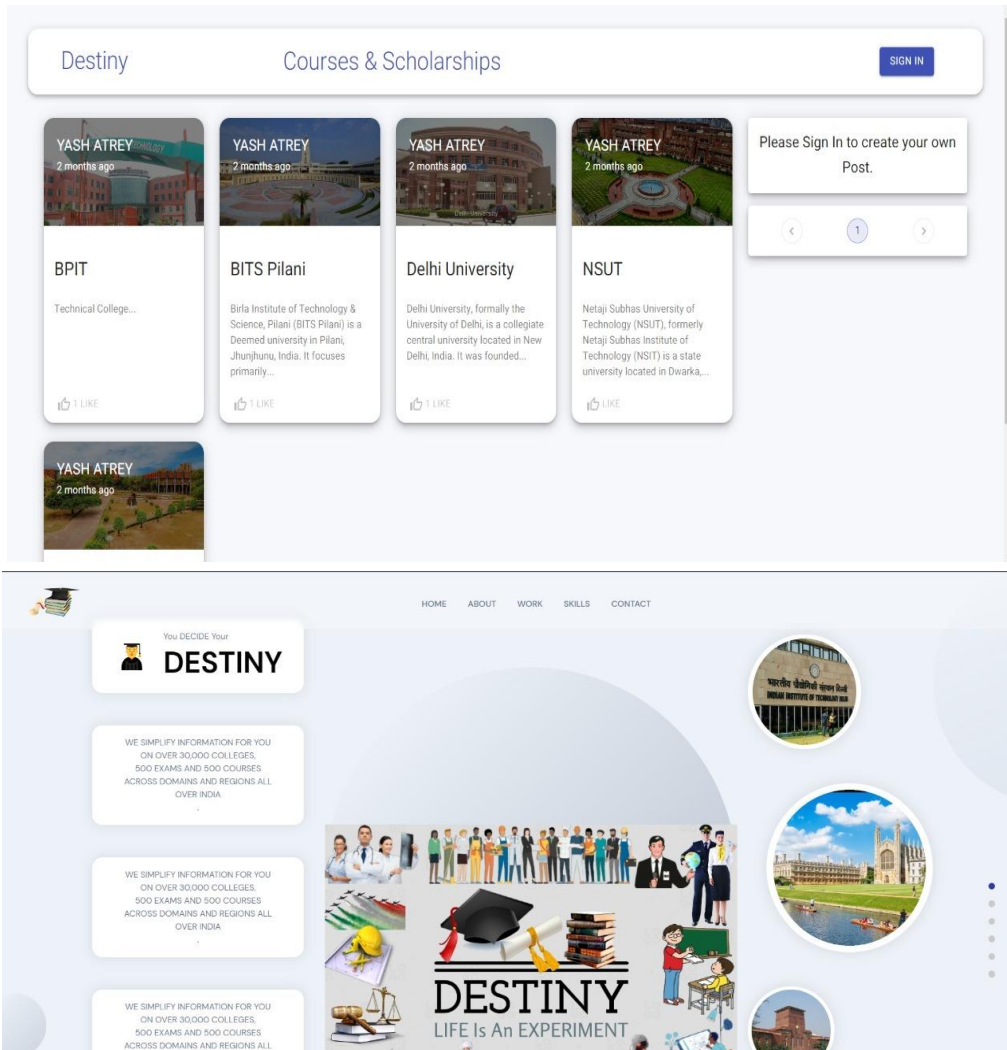 Destiny
Courses & Scholarships
SIGN IN
YASH ATREY
2 months ago
BPIT
Technical College...
1 LIKE
YASH ATREY
2 months ago
BITS Pilani
Birla Institute of Technology &
Science, Pilani (BITS Pilani) is a
Deemed university in Pilani,
Jhunjhunu, India. It focuses
primarily...
1 LIKE
YASH ATREY
2 months ago
Delhi University
Delhi University
Delhi University, formally the
University of Delhi, is a collegiate
central university located in New
Delhi, India. It was founded...
1 LIKE
YASH ATREY
2 months ago
NSUT
Netaji Subhas University of
Technology (NSUT), formerly
Netaji Subhas Institute of
Technology (NSIT) is a state
university located in Dwarka,...
LIKE
Please Sign In to create your own
Post.
1
YASH ATREY
2 months ago
HOME ABOUT WORK SKILLS CONTACT
You DECIDE Your
DESTINY
WE SIMPLIFY INFORMATION FOR YOU
ON OVER 30,000 COLLEGES,
500 EXAMS AND 500 COURSES
ACROSS DOMAINS AND REGIONS ALL
OVER INDIA
.
WE SIMPLIFY INFORMATION FOR YOU
ON OVER 30,000 COLLEGES,
500 EXAMS AND 500 COURSES
ACROSS DOMAINS AND REGIONS ALL
OVER INDIA
.
WE SIMPLIFY INFORMATION FOR YOU
ON OVER 30,000 COLLEGES,
500 EXAMS AND 500 COURSES
ACROSS DOMAINS AND REGIONS ALL
DESTINY
LIFE Is An EXPERIMENT
भारतीय प्रौद्योगिकी संस्थान दिल्ली
INDIAN INSTITUTE OF TECHNOLOGY DELHI